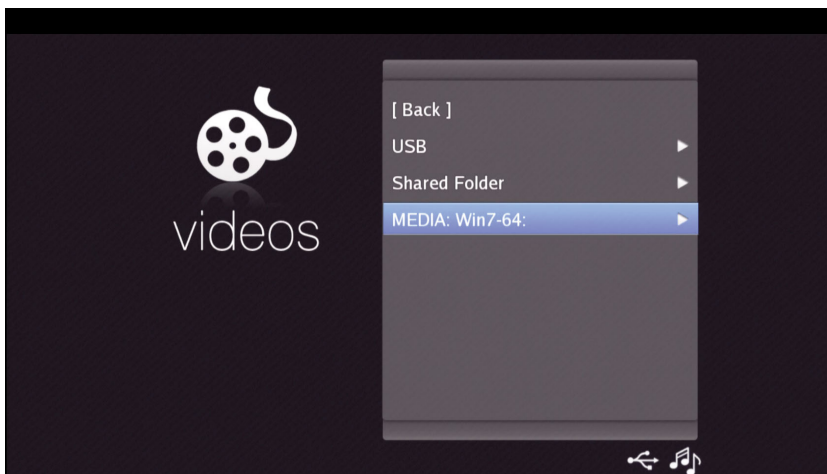 videos
[ Back ]
USB
Shared Folder
MEDIA: Win7-64: